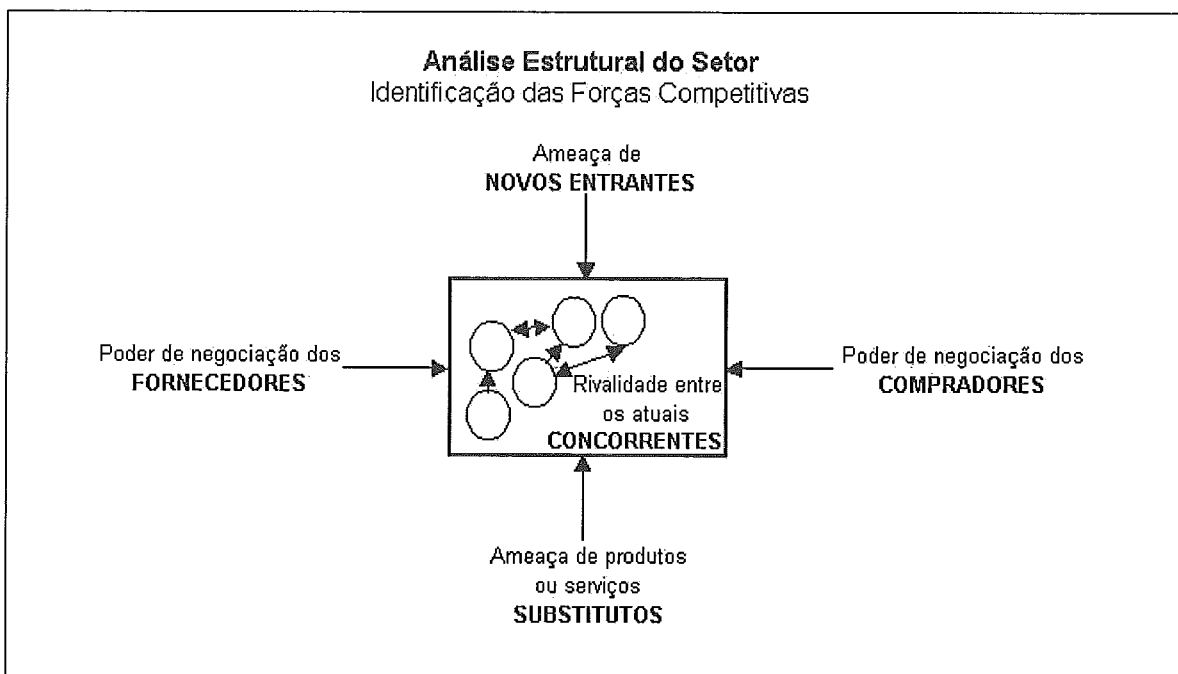 Análise Estrutural do Setor
Identificação das Forças Competitivas
Ameaça de
NOVOS ENTRANTES
Poder de negociação dos
FORNECEDORES
Rivalidade entre
os atuais
CONCORRENTES
Poder de negociação dos
COMPRADORES
Ameaça de produtos
ou serviços
SUBSTITUTOS